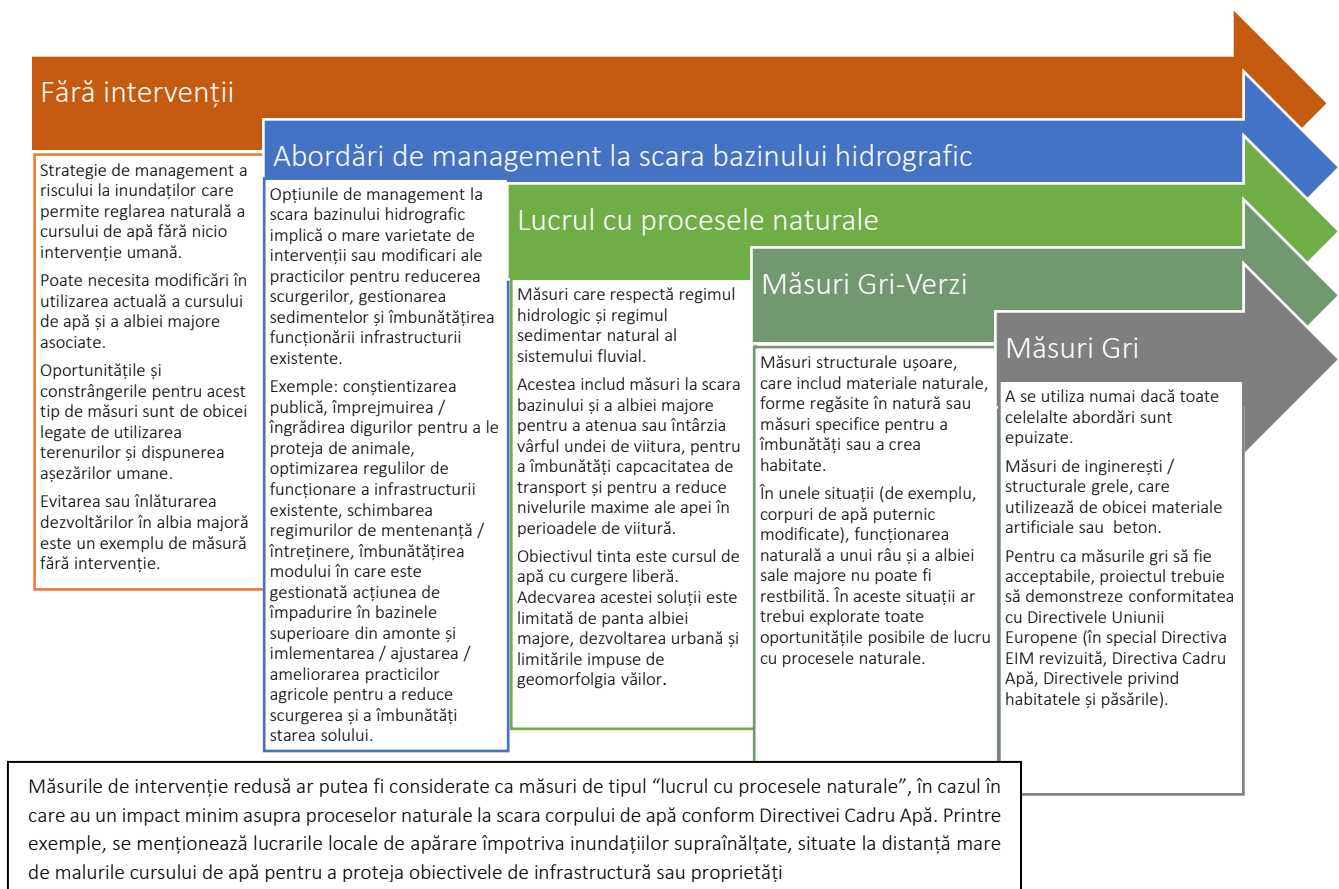 Fără intervenții
Strategie de management a
riscului la inundaților care
permite reglarea naturală a
cursului de apă fără nicio
intervenție umană.
Poate necesita modificări în
utilizarea actuală a cursului
de apă și a albiei majore
asociate.
Oportunitățile și
constrângerile pentru acest
tip de măsuri sunt de obicei
legate de utilizarea
terenurilor și dispunerea
așezărilor umane.
Evitarea sau înlăturarea
dezvoltărilor în albia majoră
este un exemplu de măsură
fără intervenție.
Abordări de management la scara bazinului hidrografic
Opțiunile de management la
scara bazinului hidrografic
implică o mare varietate de
intervenții sau modificari ale
practicilor pentru reducerea
scurgerilor, gestionarea
sedimentelor și îmbunătățirea
funcționării infrastructurii
existente.
Exemple: conștientizarea
publică, împrejmuirea /
îngrădirea digurilor pentru a le
proteja de animale,
optimizarea regulilor de
funcționare a infrastructurii
existente, schimbarea
regimurilor de mentenanță /
întreținere, îmbunătățirea
modului în care este
gestionată acțiunea de
împadurire în bazinele
superioare din amonte și
imlementarea / ajustarea /
ameliorarea practicilor
agricole pentru a reduce
scurgerea și a îmbunătăți
starea solului.
Lucrul cu procesele naturale
Măsuri care respectă regimul
hidrologic și regimul
sedimentar natural al
sistemului fluvial.
Acestea includ măsuri la scara
bazinului și a albiei majore
pentru a atenua sau întârzia
vârful undei de viitura, pentru
a îmbunătăți capcacitatea de
transport și pentru a reduce
nivelurile maxime ale apei în
perioadele de viitură.
Obiectivul tinta este cursul de
apă cu curgere liberă.
Adecvarea acestei soluții este
limitată de panta albiei
majore, dezvoltarea urbană și
limitările impuse de
geomorfolgia văilor.
Măsuri Gri-Verzi
Măsuri structurale ușoare,
care includ materiale naturale,
forme regăsite în natură sau
măsuri specifice pentru a
îmbunătăți sau a crea
habitate.
În unele situații (de exemplu,
corpuri de apă puternic
modificate), funcționarea
naturală a unui râu și a albiei
sale majore nu poate fi
restbilită. În aceste situații ar
trebui explorate toate
oportunitățile posibile de lucru
cu procesele naturale.
Măsuri Gri
A se utiliza numai dacă toate
celelalte abordări sunt
epuizate.
Măsuri de inginerești /
structurale grele, care
utilizează de obicei materiale
artificiale sau beton.
Pentru ca măsurile gri să fie
acceptabile, proiectul trebuie
să demonstreze conformitatea
cu Directivele Uniunii
Europene (în special Directiva
EIM revizuită, Directiva Cadru
Apă, Directivele privind
habitatele și păsările).
Măsurile de intervenție redusă ar putea fi considerate ca măsuri de tipul “lucrul cu procesele naturale”, în cazul în
care au un impact minim asupra proceselor naturale la scara corpului de apă conform Directivei Cadru Apă. Printre
exemple, se menționează lucrarile locale de apărare împotriva inundațiilor supraînălțate, situate la distanță mare
de malurile cursului de apă pentru a proteja obiectivele de infrastructură sau proprietăți